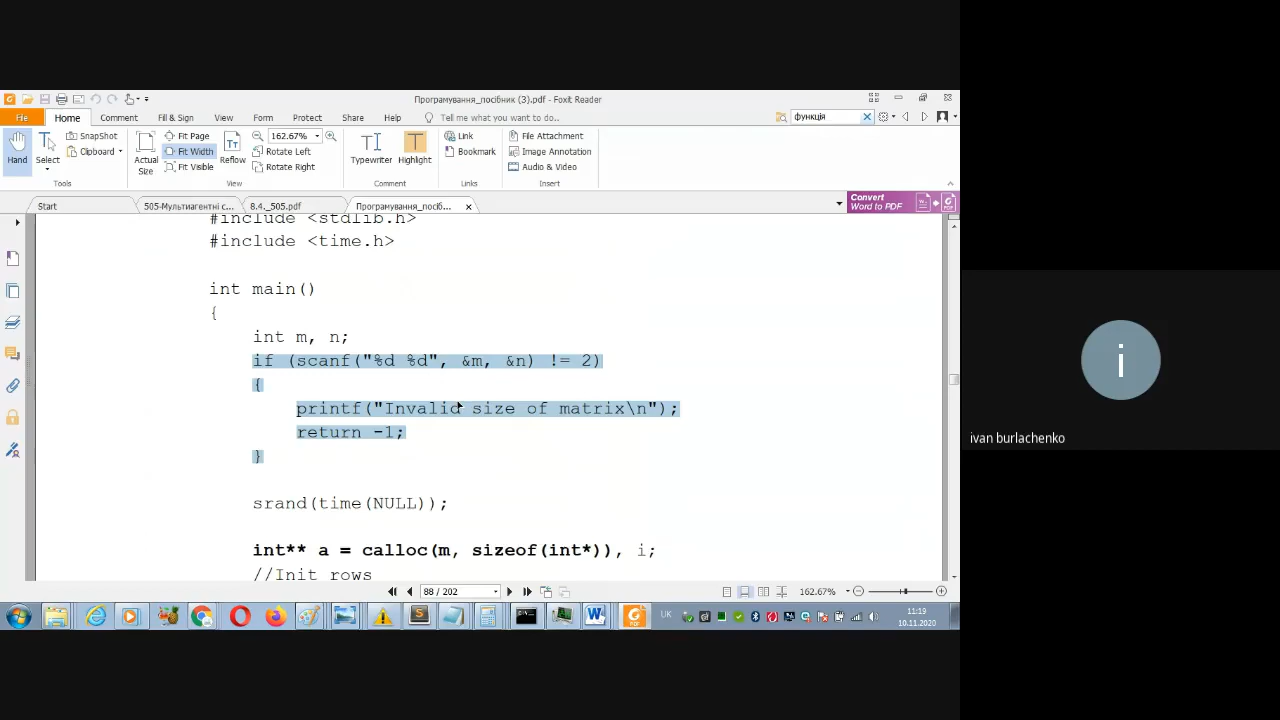 Програмування_посібник (3).pdf - Foxit Reader
File Home Comment Fill & Sign View Form Protect Share Help Tell me what you want to do... функція
SnapShot
Clipboard
Hand Select
Actual Size
Fit Page
Fit Width
Fit Visible
Reflow
162.67%
Rotate Left
Rotate Right
Typewriter Highlight
Link
Bookmark
File Attachment
Image Annotation
Audio & Video
Tools View Comment Links Insert
Start 505-Мультиагентні с... 8.4._505.pdf Програмування_посіб...
Convert
Word to PDF
#include <stdlib.h>
#include <time.h>
int main()
{
int m, n;
if (scanf("%d %d", &m, &n) != 2)
{
printf("Invalid size of matrix\n");
return -1;
}
srand(time(NULL));
int** a = calloc(m, sizeof(int*)), i;
//Init rows
88 / 202
162.67%
UK
11:19
10.11.2020
i
ivan burlachenko